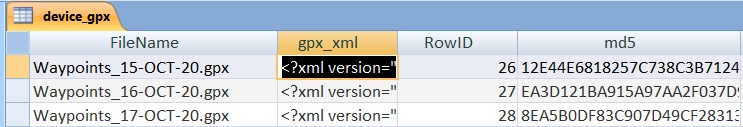 device_gpx
FileName gpx_xml RowID md5
Waypoints_15-OCT-20.gpx <?xml version=" 26 12E44E6818257C738C3B7124
Waypoints_16-OCT-20.gpx <?xml version=" 27 EA3D121BA915A97AA2F037D9
Waypoints_17-OCT-20.gpx <?xml version=" 28 8EA5B0DF83C907D49CF28313